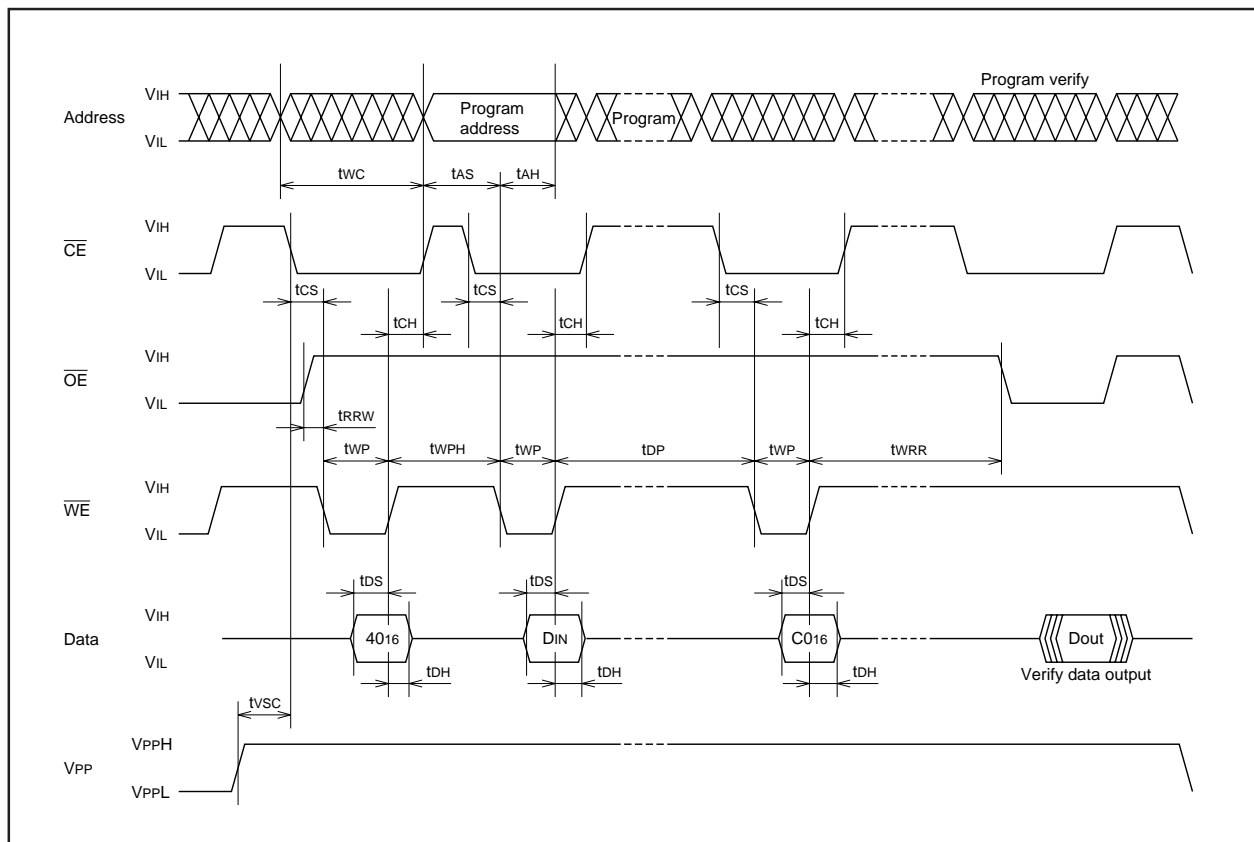 Program verify
VIH
Address
Program address
Program
VIL
tWC
tAS
tAH
VIH
CE
VIL
tCS
tCS
tCS
tCH
tCH
tCH
VIH
OE
VIL
tRRW
tWP
tWPH
tWP
tDP
tWP
tWRR
VIH
WE
VIL
tDS
tDS
tDS
VIH
Data
4016
DIN
C016
Dout
VIL
Verify data output
tDH
tDH
tDH
tVSC
VPPH
VPP
VPPL